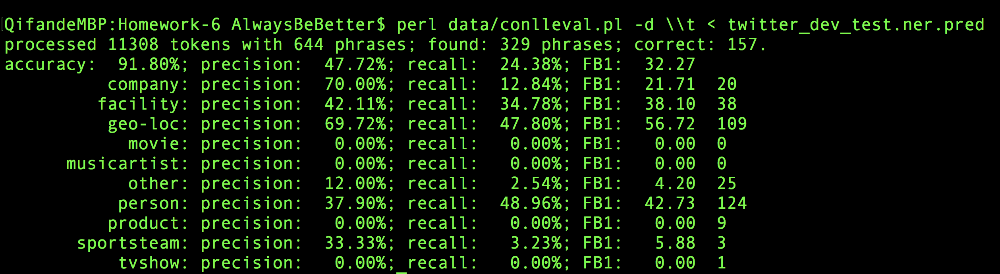 QifandeMBP:Homework-6 AlwaysBeBetter$ perl data/conlleval.pl -d \\t < twitter_dev_test.ner.pred
processed 11308 tokens with 644 phrases; found: 329 phrases; correct: 157.
accuracy: 91.80%; precision: 47.72%; recall: 24.38%; FB1: 32.27
company: precision: 70.00%; recall: 12.84%; FB1: 21.71 20
facility: precision: 42.11%; recall: 34.78%; FB1: 38.10 38
geo-loc: precision: 69.72%; recall: 47.80%; FB1: 56.72 109
movie: precision: 0.00%; recall: 0.00%; FB1: 0.00 0
musicartist: precision: 0.00%; recall: 0.00%; FB1: 0.00 0
other: precision: 12.00%; recall: 2.54%; FB1: 4.20 25
person: precision: 37.90%; recall: 48.96%; FB1: 42.73 124
product: precision: 0.00%; recall: 0.00%; FB1: 0.00 9
sportsteam: precision: 33.33%; recall: 3.23%; FB1: 5.88 3
tvshow: precision: 0.00%; recall: 0.00%; FB1: 0.00 1